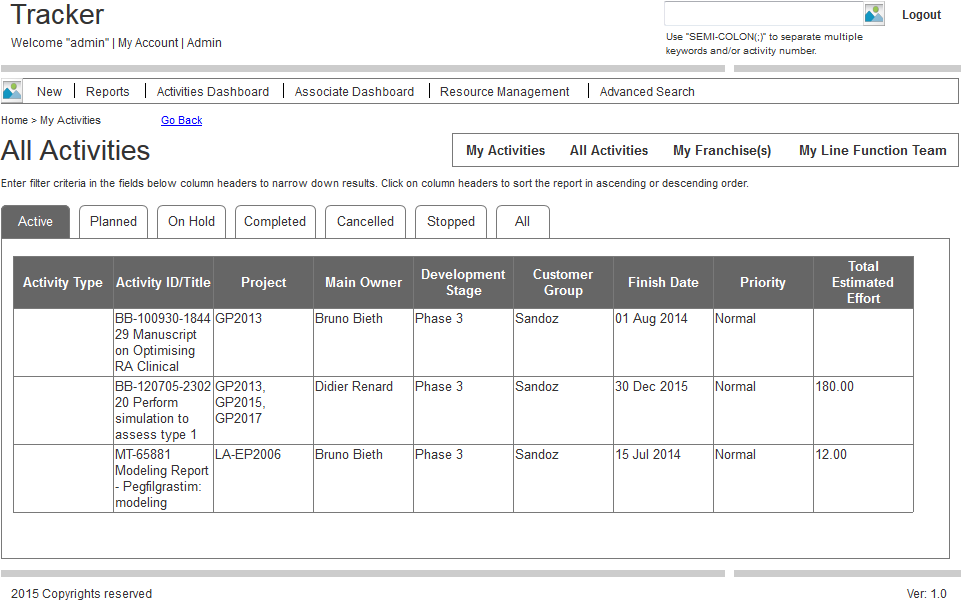 Tracker
Logout
Use "SEMI-COLON(;)" to separate multiple
keywords and/or activity number.
Welcome "admin" | My Account | Admin
New | Reports | Activities Dashboard | Associate Dashboard | Resource Management | Advanced Search
Home > My Activities Go Back
All Activities
My Activities All Activities My Franchise(s) My Line Function Team
Enter filter criteria in the fields below column headers to narrow down results. Click on column headers to sort the report in ascending or descending order.
Active Planned On Hold Completed Cancelled Stopped All
Activity Type
Activity ID/Title
Project
Main Owner
Development
Stage
Customer
Group
Finish Date
Priority
Total
Estimated
Effort
BB-100930-1844
29 Manuscript
on Optimising
RA Clinical
GP2013
Bruno Bieth
Phase 3
Sandoz
01 Aug 2014
Normal
BB-120705-2302
20 Perform
simulation to
assess type 1
GP2013,
GP2015,
GP2017
Didier Renard
Phase 3
Sandoz
30 Dec 2015
Normal
180.00
MT-65881
Modeling Report
- Pegfilgrastim:
modeling
LA-EP2006
Bruno Bieth
Phase 3
Sandoz
15 Jul 2014
Normal
12.00
2015 Copyrights reserved
Ver: 1.0